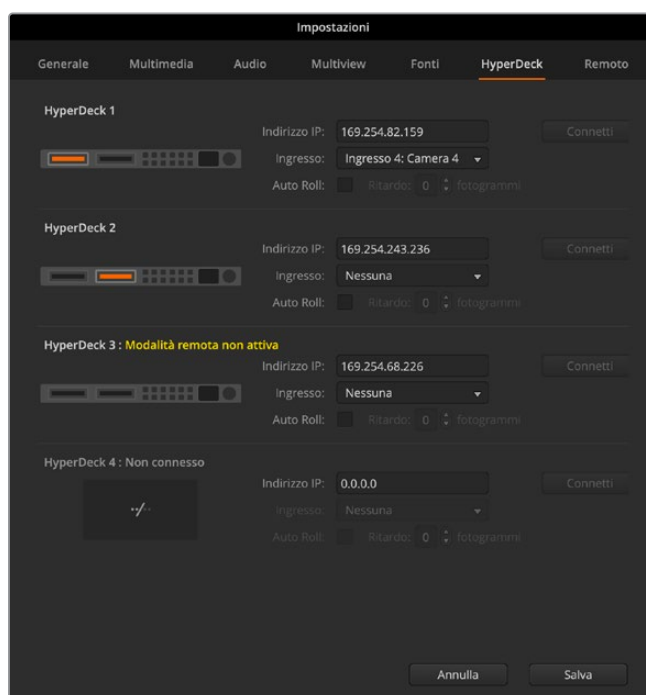 Impostazioni
Generale Multimedia Audio Multiview Fonti HyperDeck Remoto
HyperDeck 1
Indirizzo IP: 169.254.82.159 Connetti
Ingresso: Ingresso 4: Camera 4
Auto Roll: Ritardo: 0 fotogrammi
HyperDeck 2
Indirizzo IP: 169.254.243.236 Connetti
Ingresso: Nessuna
Auto Roll: Ritardo: 0 fotogrammi
HyperDeck 3 : Modalità remota non attiva
Indirizzo IP: 169.254.68.226 Connetti
Ingresso: Nessuna
Auto Roll: Ritardo: 0 fotogrammi
HyperDeck 4 : Non connesso
Indirizzo IP: 0.0.0.0 Connetti
--/-- Ingresso: Nessuna
Auto Roll: Ritardo: 0 fotogrammi
Annulla Salva